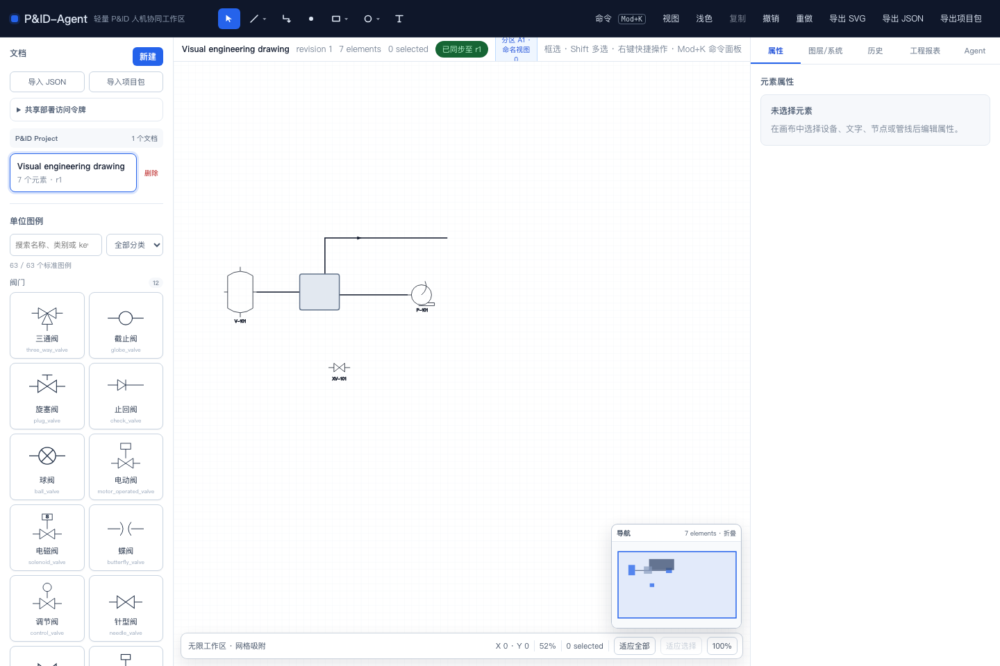 P&ID-Agent 轻量 P&ID 人机协同工作区
T
命令 Mod+K 视图 浅色 复制 撤销 重做 导出 SVG 导出 JSON 导出项目包
文档
新建
导入 JSON 导入项目包
共享部署访问令牌
P&ID Project 1 个文档
Visual engineering drawing
7 个元素 · r1
删除
单位图例
搜索名称、类别或 key
全部分类
63 / 63 个标准图例
阀门 12
三通阀
three_way_valve
截止阀
globe_valve
旋塞阀
plug_valve
止回阀
check_valve
球阀
ball_valve
电动阀
motor_operated_valve
S
电磁阀
solenoid_valve
蝶阀
butterfly_valve
调节阀
control_valve
针型阀
needle_valve
Visual engineering drawing revision 1 7 elements 0 selected 已同步至 r1
分区 A1 ·
命名视图
0
框选 · Shift 多选 · 右键快捷操作 · Mod+K 命令面板
V-101
P-101
XV-101
导航 7 elements · 折叠
无限工作区 · 网格吸附
X 0 · Y 0 52% 0 selected 适应全部 适应选择 100%
属性 图层/系统 历史 工程报表 Agent
元素属性
未选择元素
在画布中选择设备、文字、节点或管线后编辑属性。